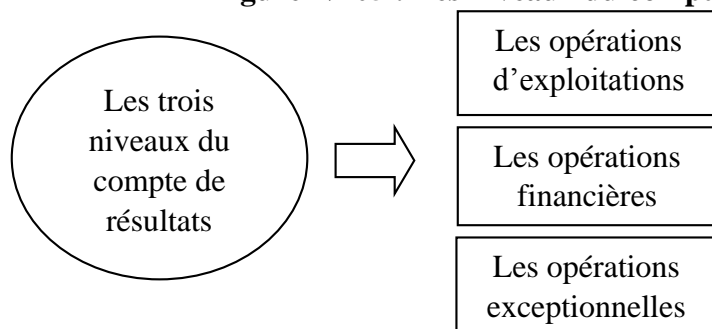 Les trois
niveaux du
compte de
résultats
Les opérations
d'exploitations
Les opérations
financières
Les opérations
exceptionnelles